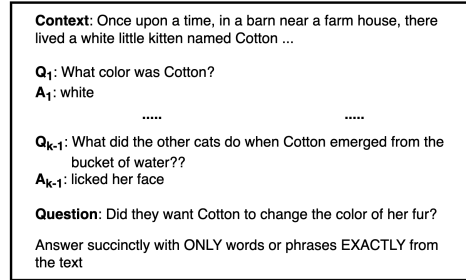 Context: Once upon a time, in a barn near a farm house, there
lived a white little kitten named Cotton ...
Q1: What color was Cotton?
A1: white
..... .....
Qk-1: What did the other cats do when Cotton emerged from the
bucket of water??
Ak-1: licked her face
Question: Did they want Cotton to change the color of her fur?
Answer succinctly with ONLY words or phrases EXACTLY from
the text